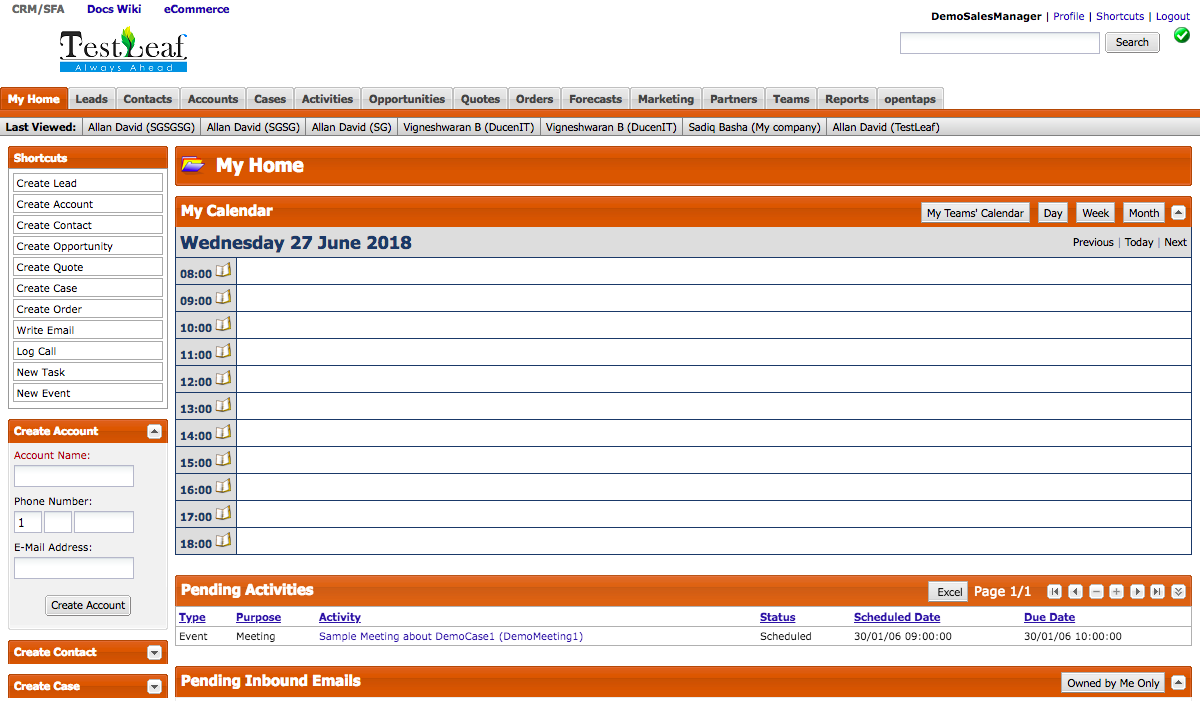 CRM/SFA Docs Wiki eCommerce
DemoSalesManager | Profile | Shortcuts | Logout
TestLeaf
Always Ahead
Search
My Home Leads Contacts Accounts Cases Activities Opportunities Quotes Orders Forecasts Marketing Partners Teams Reports opentaps
Last Viewed: Allan David (SGSGSG) Allan David (SGSG) Allan David (SG) Vigneshwaran B (DucenIT) Vigneshwaran B (DucenIT) Sadiq Basha (My company) Allan David (TestLeaf)
Shortcuts
Create Lead
Create Account
Create Contact
Create Opportunity
Create Quote
Create Case
Create Order
Write Email
Log Call
New Task
New Event
Create Account
Account Name:
Phone Number:
1
E-Mail Address:
Create Account
Create Contact
Create Case
My Home
My Calendar My Teams' Calendar Day Week Month
Wednesday 27 June 2018 Previous | Today | Next
08:00
09:00
10:00
11:00
12:00
13:00
14:00
15:00
16:00
17:00
18:00
Pending Activities Excel Page 1/1
Type Purpose Activity Status Scheduled Date Due Date
Event Meeting Sample Meeting about DemoCase1 (DemoMeeting1) Scheduled 30/01/06 09:00:00 30/01/06 10:00:00
Pending Inbound Emails Owned by Me Only